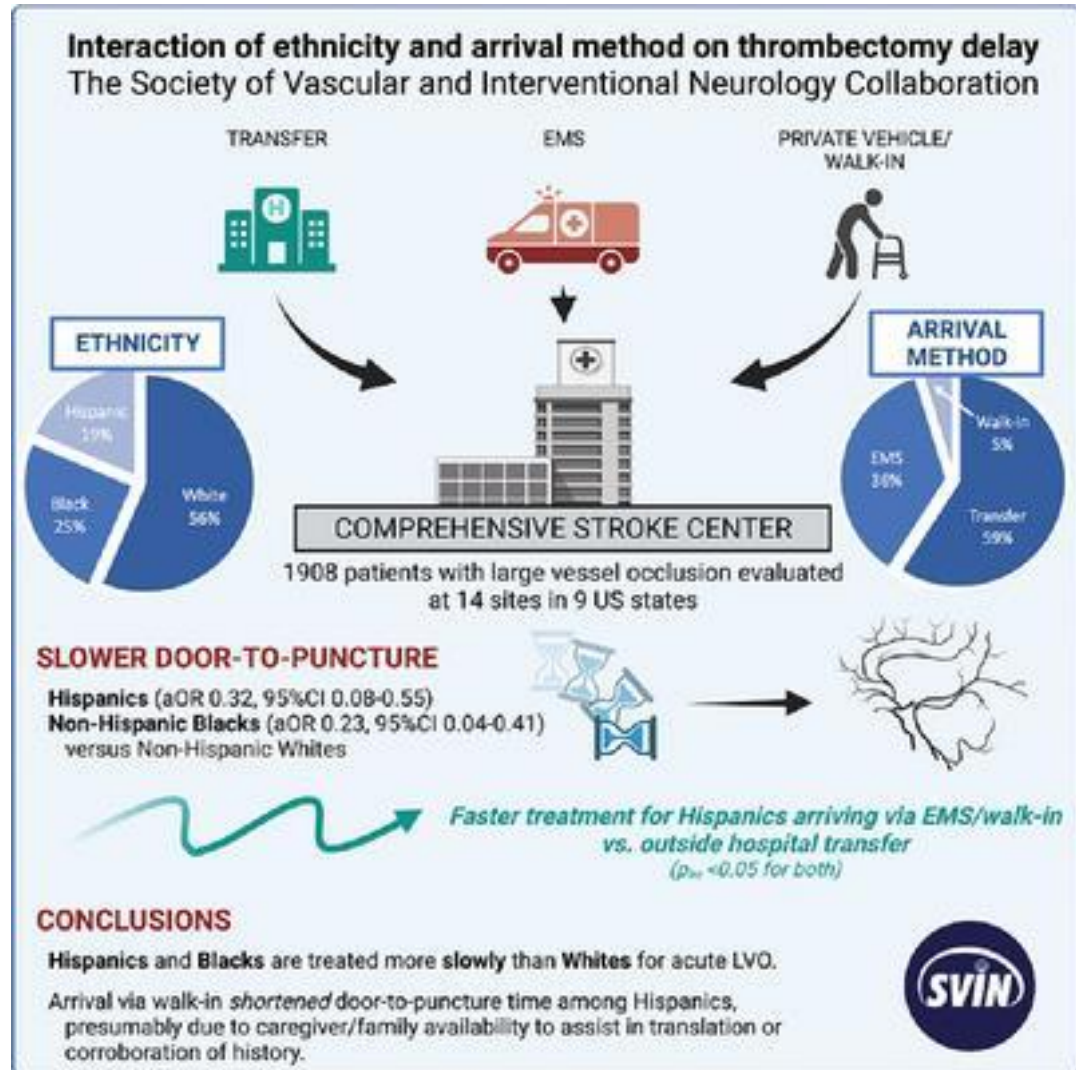 Interaction of ethnicity and arrival method on thrombectomy delay
The Society of Vascular and Interventional Neurology Collaboration
TRANSFER
EMS
PRIVATE VEHICLE/
WALK-IN
H
ETHNICITY
Hispanic
19%
Black
25%
White
56%
ARRIVAL
METHOD
Walk-in
5%
EMS
36%
Transfer
59%
COMPREHENSIVE STROKE CENTER
1908 patients with large vessel occlusion evaluated
at 14 sites in 9 US states
SLOWER DOOR-TO-PUNCTURE
Hispanics (aOR 0.32, 95%CI 0.08-0.55)
Non-Hispanic Blacks (aOR 0.23, 95%CI 0.04-0.41)
versus Non-Hispanic Whites
Faster treatment for Hispanics arriving via EMS/walk-in
vs. outside hospital transfer
<0.05 for both)
CONCLUSIONS
Hispanics and Blacks are treated more slowly than Whites for acute LVO.
Arrival via walk-in shortened door-to-puncture time among Hispanics,
presumably due to caregiver/family availability to assist in translation or
corroboration of history.
SVIN